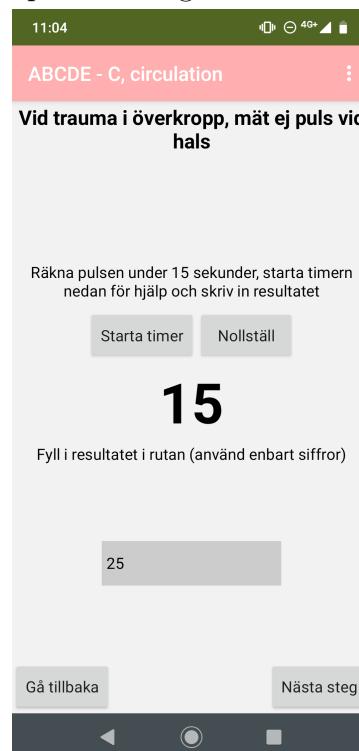 11:04
4G+
ABCDE - C, circulation
Vid trauma i överkropp, mät ej puls vid
hals
Räkna pulsen under 15 sekunder, starta timern
nedan för hjälp och skriv in resultatet
Starta timer Nollställ
15
Fyll i resultatet i rutan (använd enbart siffror)
25
Gå tillbaka Nästa steg